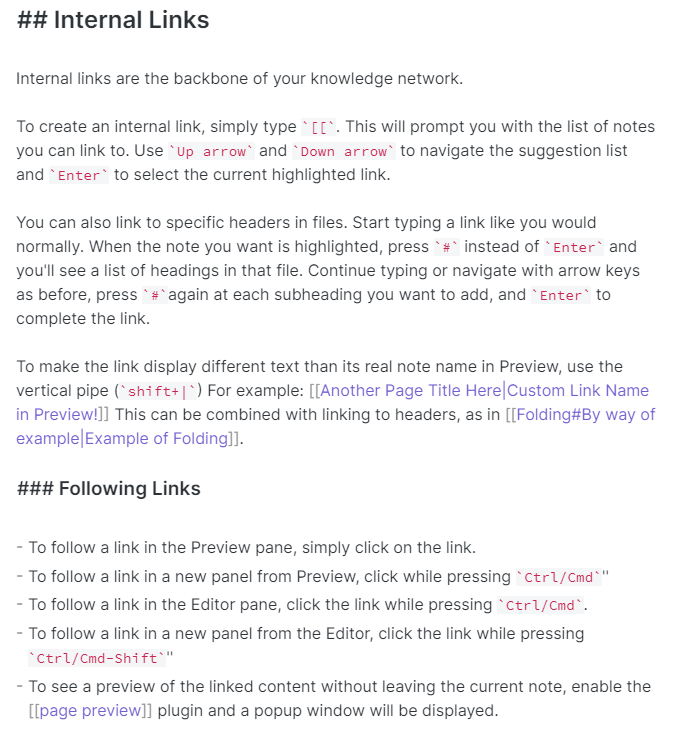 ## Internal Links
Internal links are the backbone of your knowledge network.
To create an internal link, simply type `[[`. This will prompt you with the list of notes
you can link to. Use `Up arrow` and `Down arrow` to navigate the suggestion list
and `Enter` to select the current highlighted link.
You can also link to specific headers in files. Start typing a link like you would
normally. When the note you want is highlighted, press `#` instead of `Enter` and
you'll see a list of headings in that file. Continue typing or navigate with arrow keys
as before, press `#`again at each subheading you want to add, and `Enter` to
complete the link.
To make the link display different text than its real note name in Preview, use the
vertical pipe (`shift+|`) For example: [[Another Page Title Here|Custom Link Name
in Preview!]] This can be combined with linking to headers, as in [[Folding#By way of
example|Example of Folding]].
### Following Links
- To follow a link in the Preview pane, simply click on the link.
- To follow a link in a new panel from Preview, click while pressing `Ctrl/Cmd`"
- To follow a link in the Editor pane, click the link while pressing `Ctrl/Cmd`.
- To follow a link in a new panel from the Editor, click the link while pressing
`Ctrl/Cmd-Shift`"
- To see a preview of the linked content without leaving the current note, enable the
[[page preview]] plugin and a popup window will be displayed.